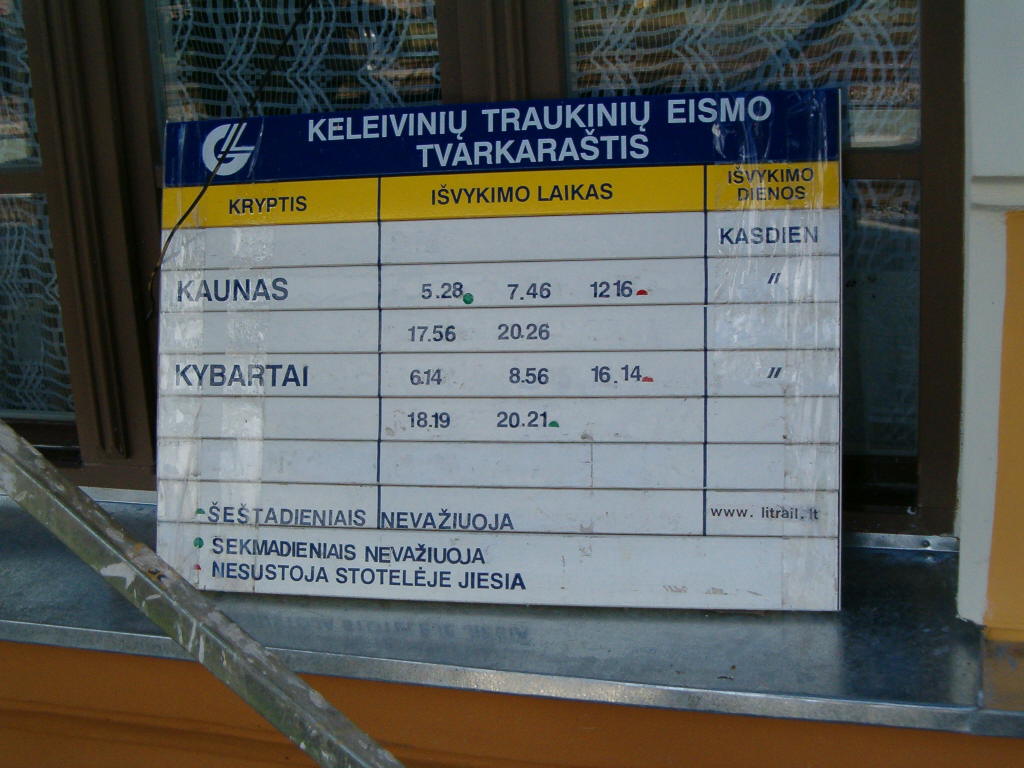 KELEIVINIŲ TRAUKINIŲ EISMO
TVARKARAŠTIS
KRYPTIS IŠVYKIMO LAIKAS IŠVYKIMO
DIENOS
KASDIEN
KAUNAS 5.28 7.46 1216 "
17.56 20.26
KYBARTAI 6.14 8.56 16.14 "
18.19 20.21
ŠEŠTADIENIAIS NEVAŽIUOJA www.litrail.lt
SEKMADIENIAIS NEVAŽIUOJA
NESUSTOJA STOTELĖJE JIESIA